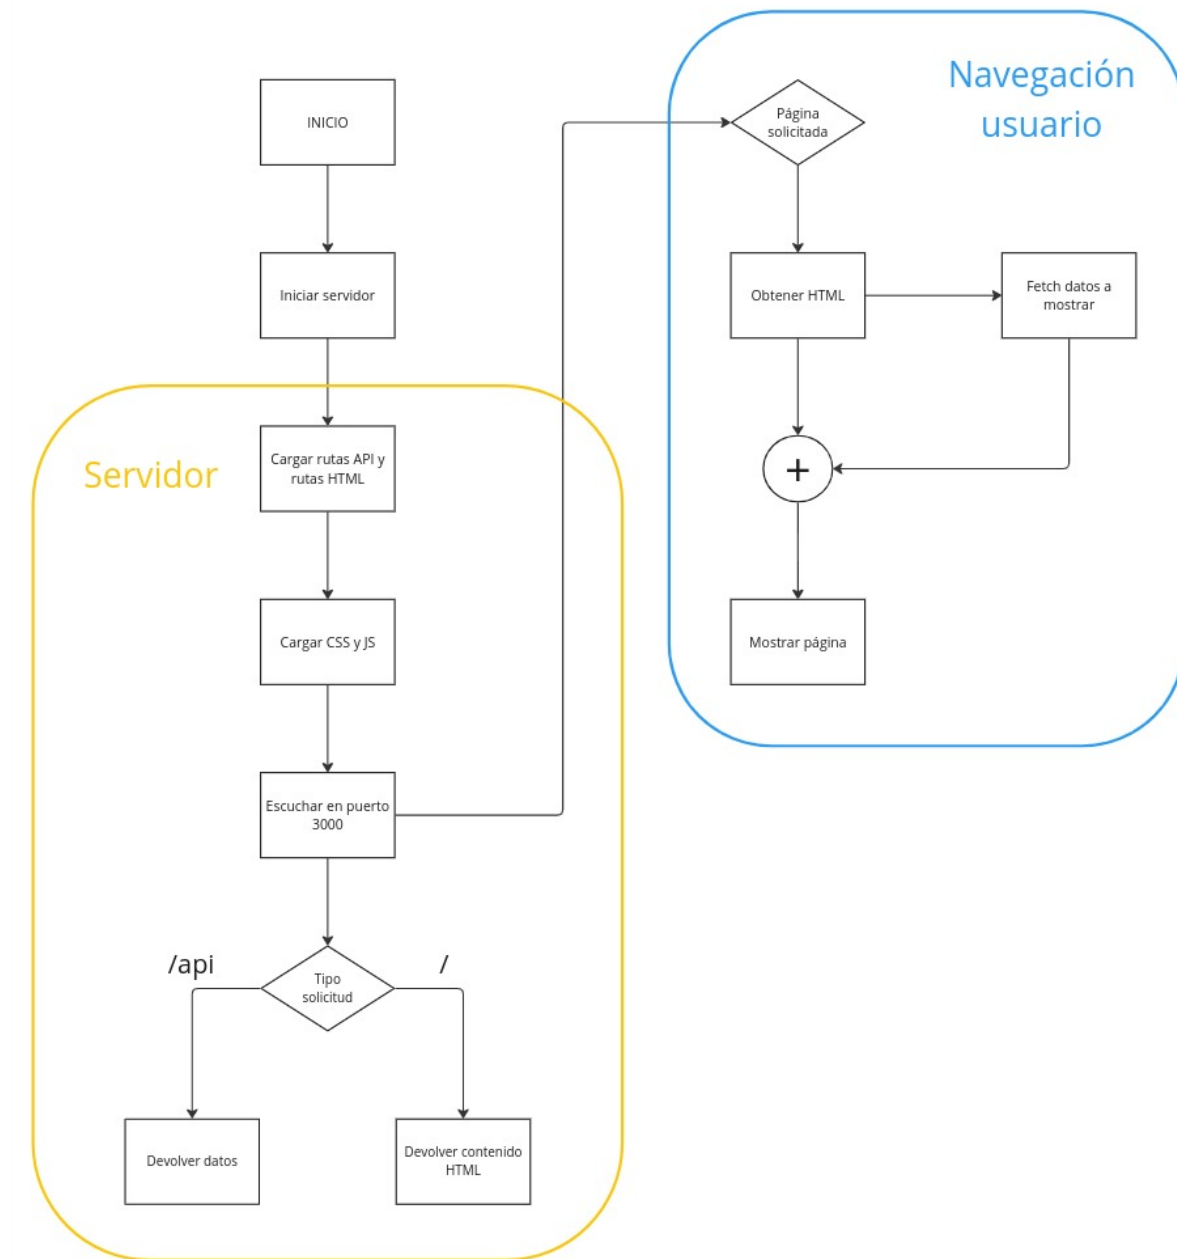 INICIO
Iniciar servidor
Servidor
Cargar rutas API y
rutas HTML
Cargar CSS y JS
Escuchar en puerto
3000
/api
Tipo
solicitud
/
Devolver datos
Devolver contenido
HTML
Navegación
usuario
Página
solicitada
Obtener HTML
Fetch datos a
mostrar
+
Mostrar página